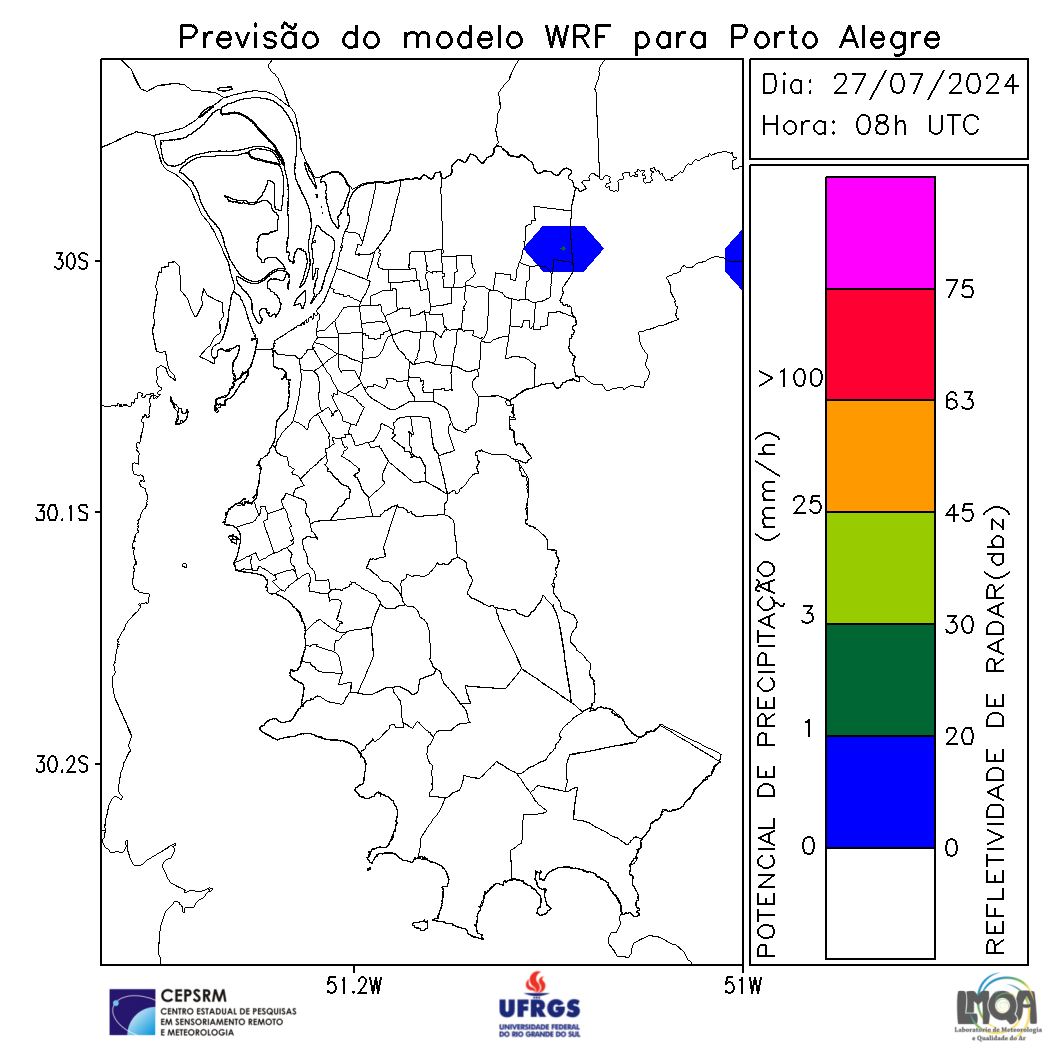 Previsão do modelo WRF para Porto Alegre
Dia: 27/07/2024
Hora: 08h UTC
30S
30.1S
30.2S
51.2W
51W
POTENCIAL DE PRECIPITAÇÃO (mm/h)
>100
25
3
1
0
75
63
45
30
20
0
REFLETIVIDADE DE RADAR(dbz)
CEPSRM
CENTRO ESTADUAL DE PESQUISAS
EM SENSORIAMENTO REMOTO
E METEOROLOGIA
UFRGS
UNIVERSIDADE FEDERAL
DO RIO GRANDE DO SUL
LMQA
Laboratório de Meteorologia
e Qualidade do Ar